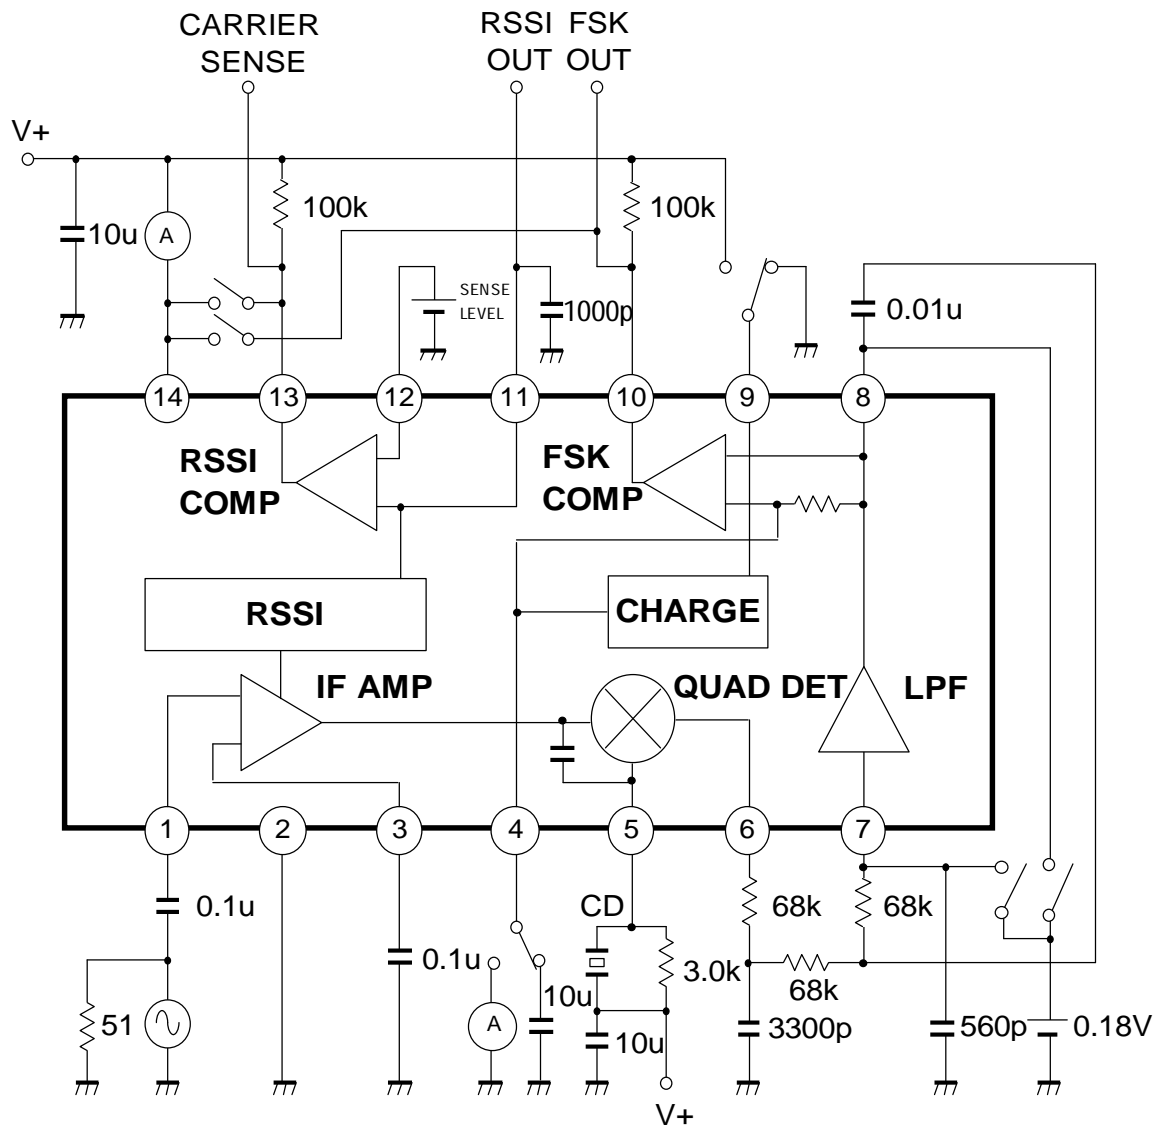 CARRIER
SENSE
RSSI
OUT
FSK
OUT
V+
10u
A
100k
SENSE
LEVEL
1000p
100k
0.01u
14
13
12
11
10
9
8
RSSI
COMP
FSK
COMP
RSSI
CHARGE
IF AMP
QUAD DET
LPF
1
2
3
4
5
6
7
0.1u
51
0.1u
A
10u
CD
3.0k
10u
V+
68k
68k
68k
3300p
560p
0.18V